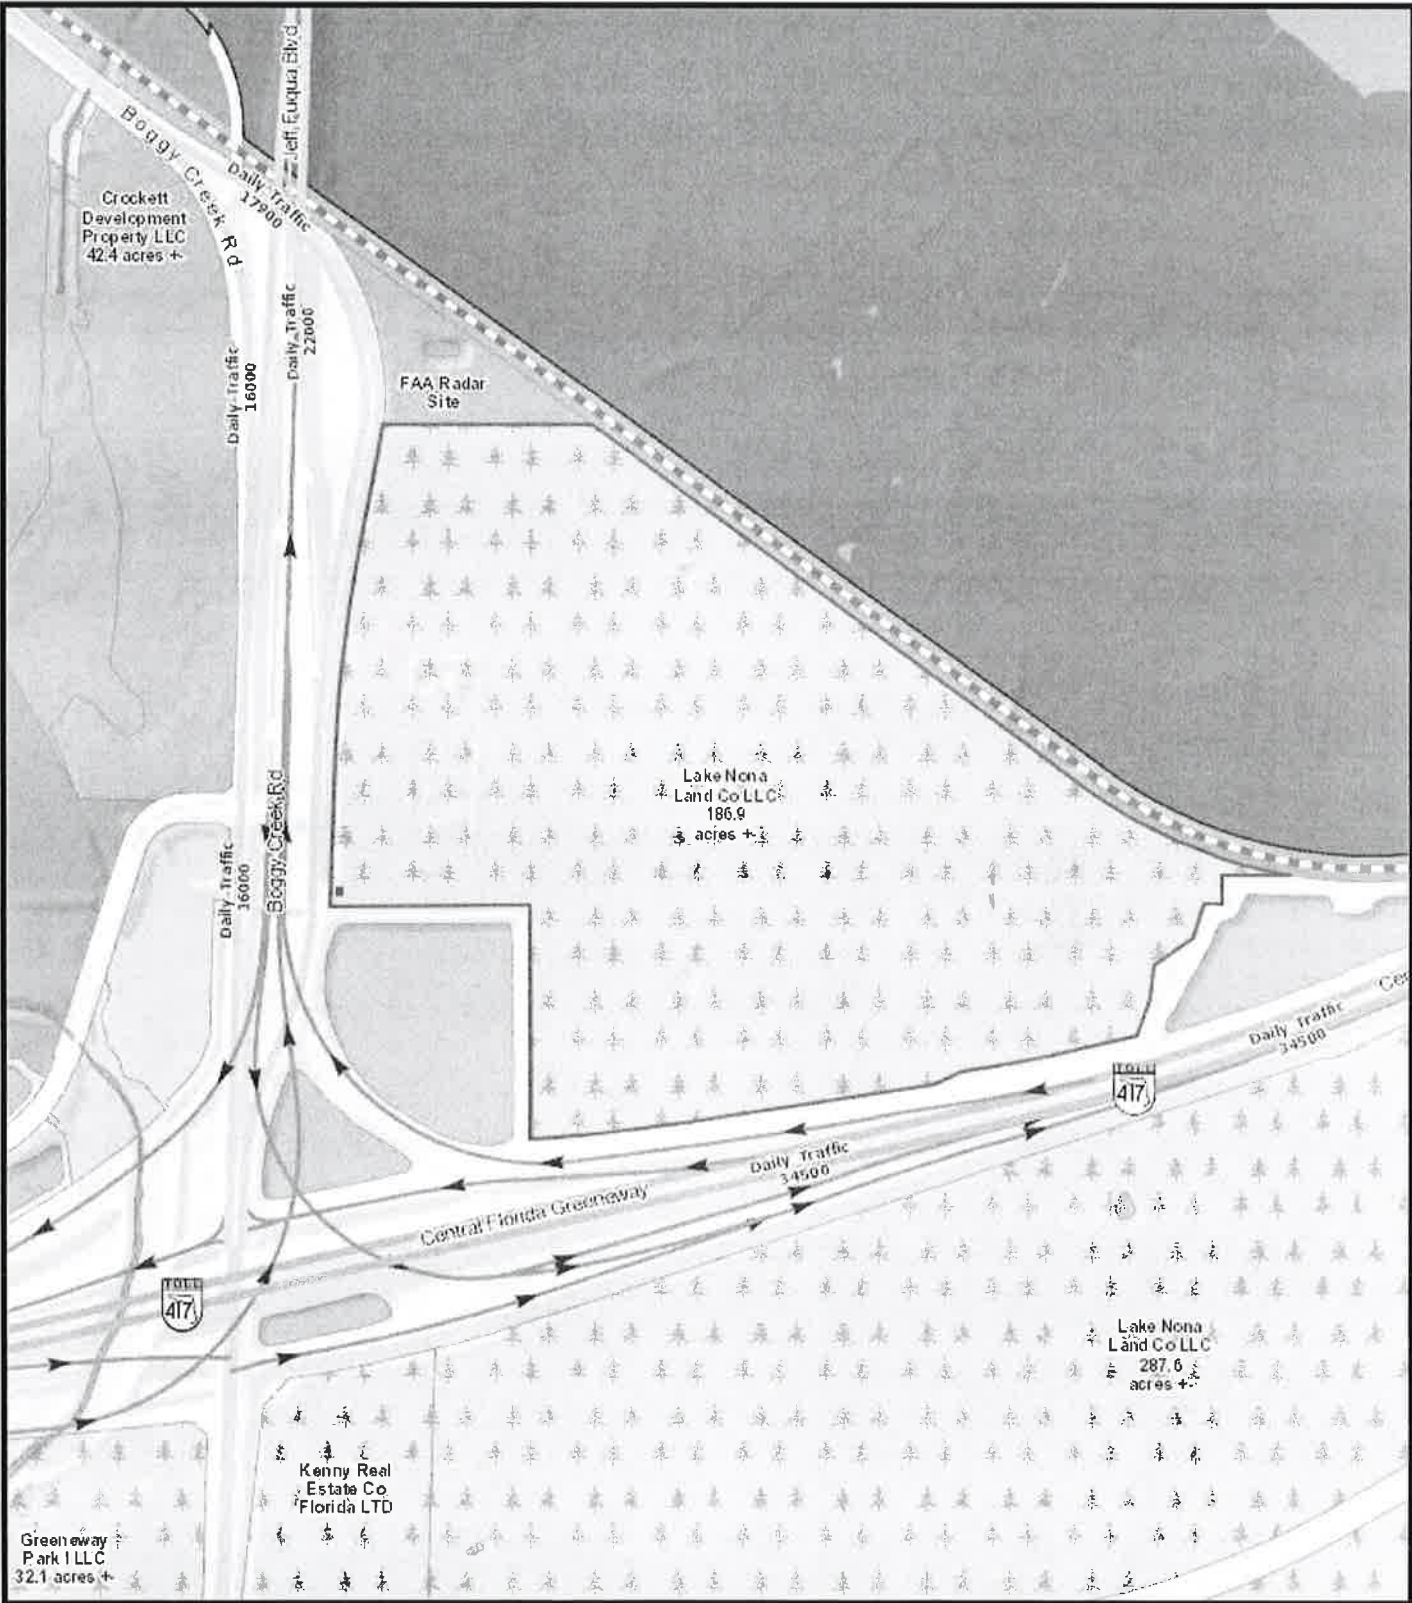 Jeff Fuqua Blvd
Boggy Creek Rd
Daily Traffic
17900
Crockett
Development
Property LLC
42.4 acres +-
Daily Traffic
22000
Daily Traffic
16000
FAA Radar
Site
Lake Nona
Land Co LLC
186.9
acres +-
Boggy Creek Rd
Daily Traffic
16000
Daily Traffic
34500
Cen
TOLL
417
Daily Traffic
34500
Central Florida Greeneway
TOLL
417
Lake Nona
Land Co LLC
287.6
acres +-
Kenny Real
Estate Co
Florida LTD
Greeneway
Park I LLC
32.1 acres +-